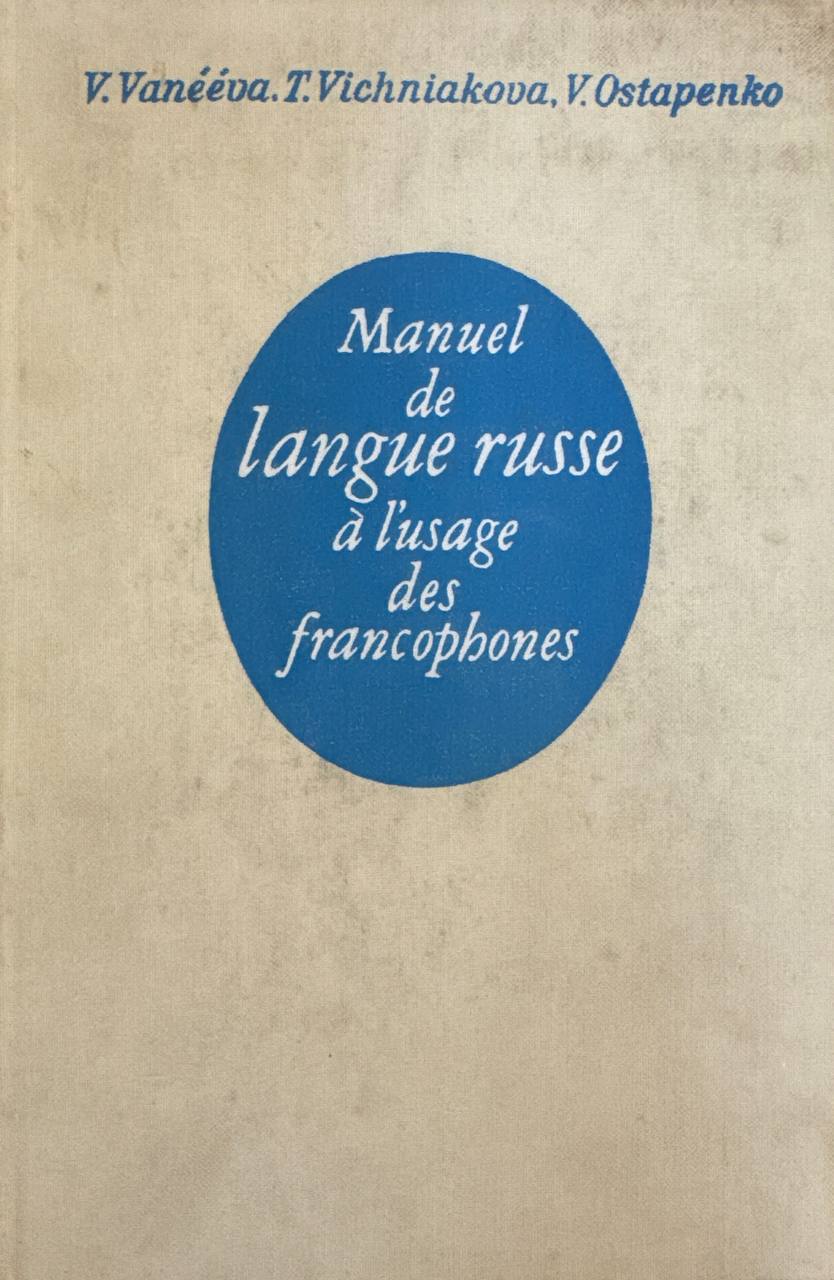 V. Vanééva. T. Vichniakova, V. Ostapenko
Manuel
de
langue russe
à l'usage
des
francophones